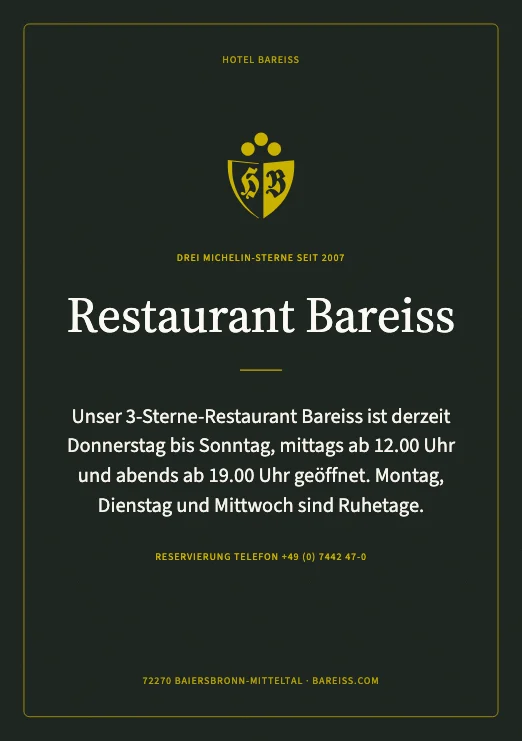 HOTEL BAREISS
H B
DREI MICHELIN-STERNE SEIT 2007
Restaurant Bareiss
Unser 3-Sterne-Restaurant Bareiss ist derzeit
Donnerstag bis Sonntag, mittags ab 12.00 Uhr
und abends ab 19.00 Uhr geöffnet. Montag,
Dienstag und Mittwoch sind Ruhetage.
RESERVIERUNG TELEFON +49 (0) 7442 47-0
72270 BAIERSBRONN-MITTELTAL · BAREISS.COM